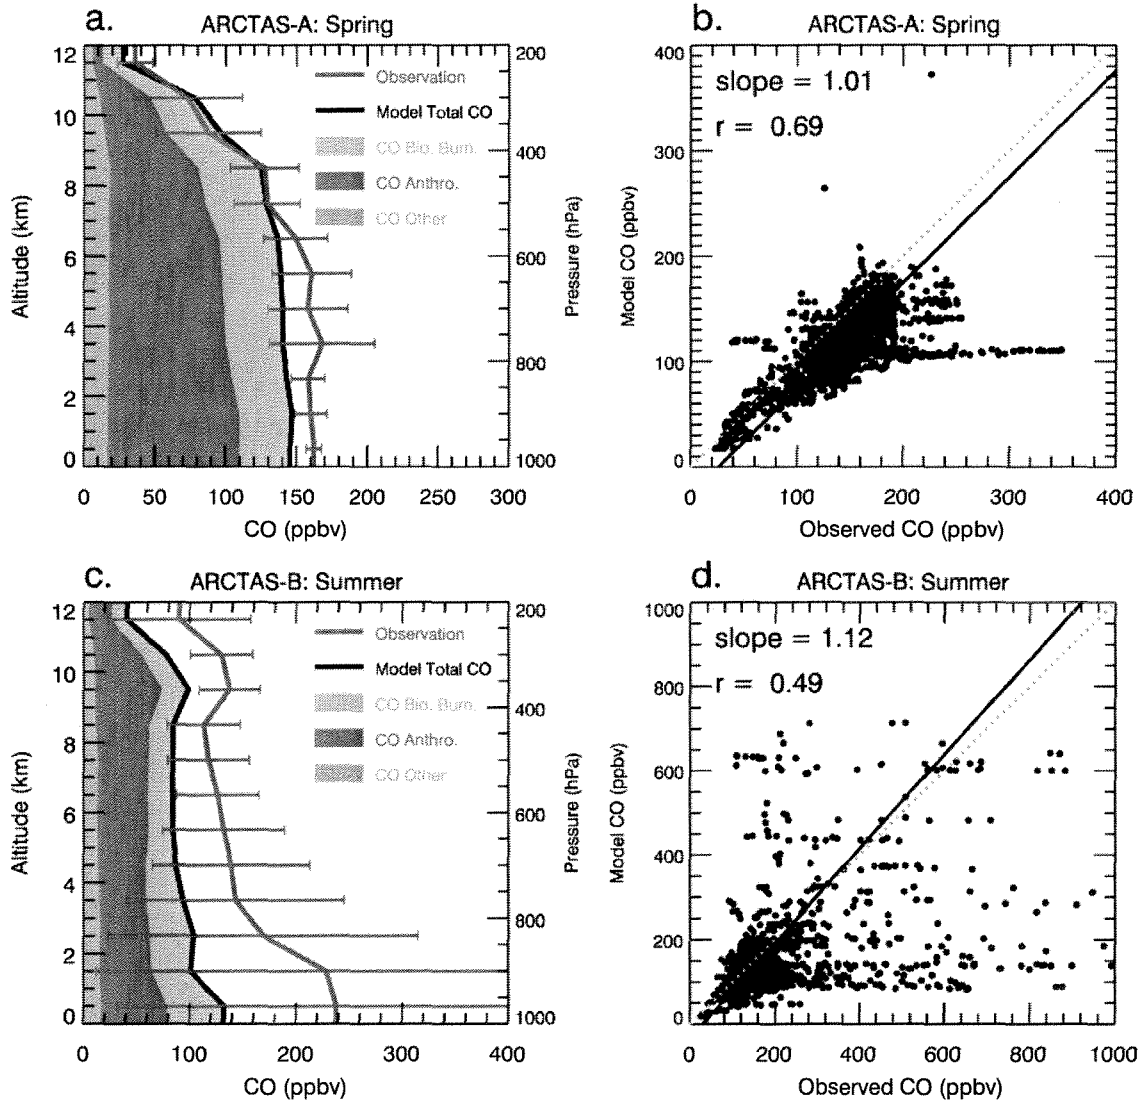 a.
ARCTAS-A: Spring
12
10
8
6
4
2
0
Altitude (km)
Observation
Model Total CO
CO Bio. Burn.
CO Anthro.
CO Other
200
400
600
800
1000
Pressure (hPa)
0 50 100 150 200 250 300
CO (ppbv)
b.
ARCTAS-A: Spring
slope = 1.01
r = 0.69
400
300
200
100
0
Model CO (ppbv)
0 100 200 300 400
Observed CO (ppbv)
c.
ARCTAS-B: Summer
12
10
8
6
4
2
0
Altitude (km)
Observation
Model Total CO
CO Bio. Burn.
CO Anthro.
CO Other
200
400
600
800
1000
Pressure (hPa)
0 100 200 300 400
CO (ppbv)
d.
ARCTAS-B: Summer
slope = 1.12
r = 0.49
1000
800
600
400
200
0
Model CO (ppbv)
0 200 400 600 800 1000
Observed CO (ppbv)